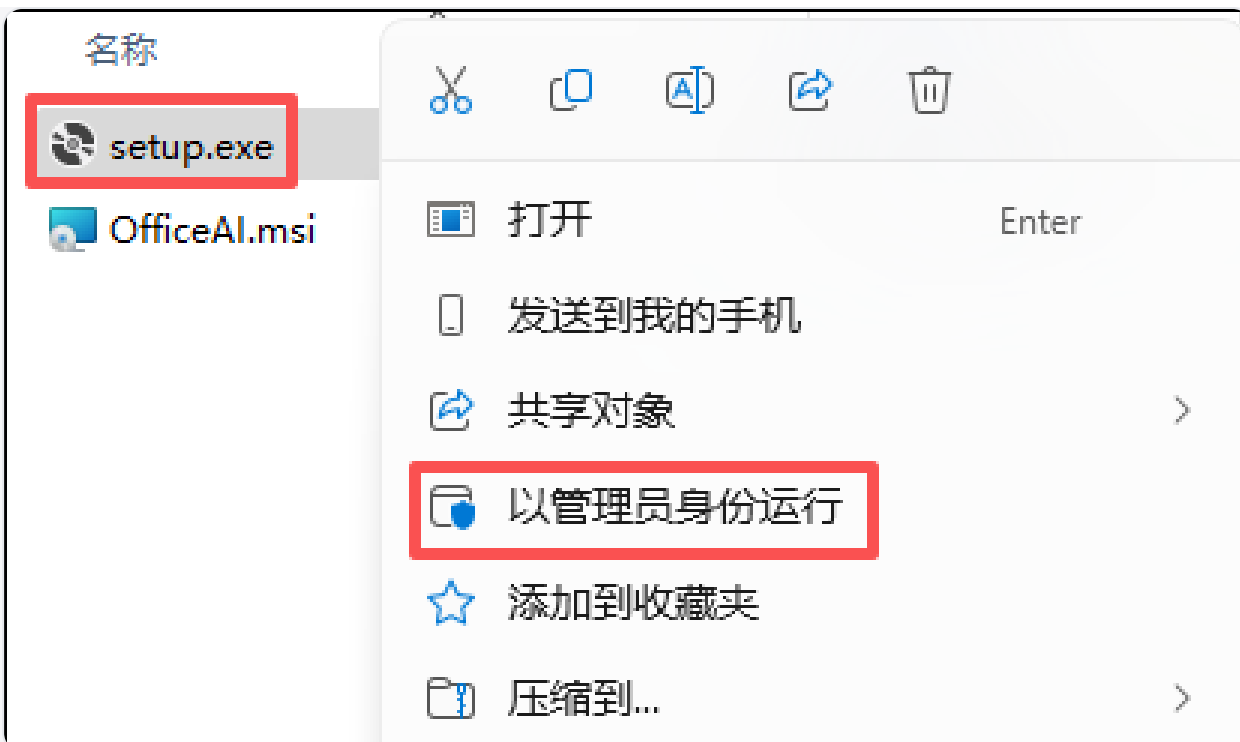 名称
setup.exe
OfficeAI.msi
打开 Enter
发送到我的手机
共享对象
以管理员身份运行
添加到收藏夹
压缩到...